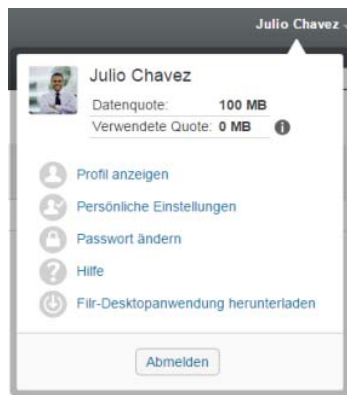 Julio Chavez
Julio Chavez
Datenquote: 100 MB
Verwendete Quote: 0 MB
Profil anzeigen
Persönliche Einstellungen
Passwort ändern
Hilfe
Filr-Desktopanwendung herunterladen
Abmelden